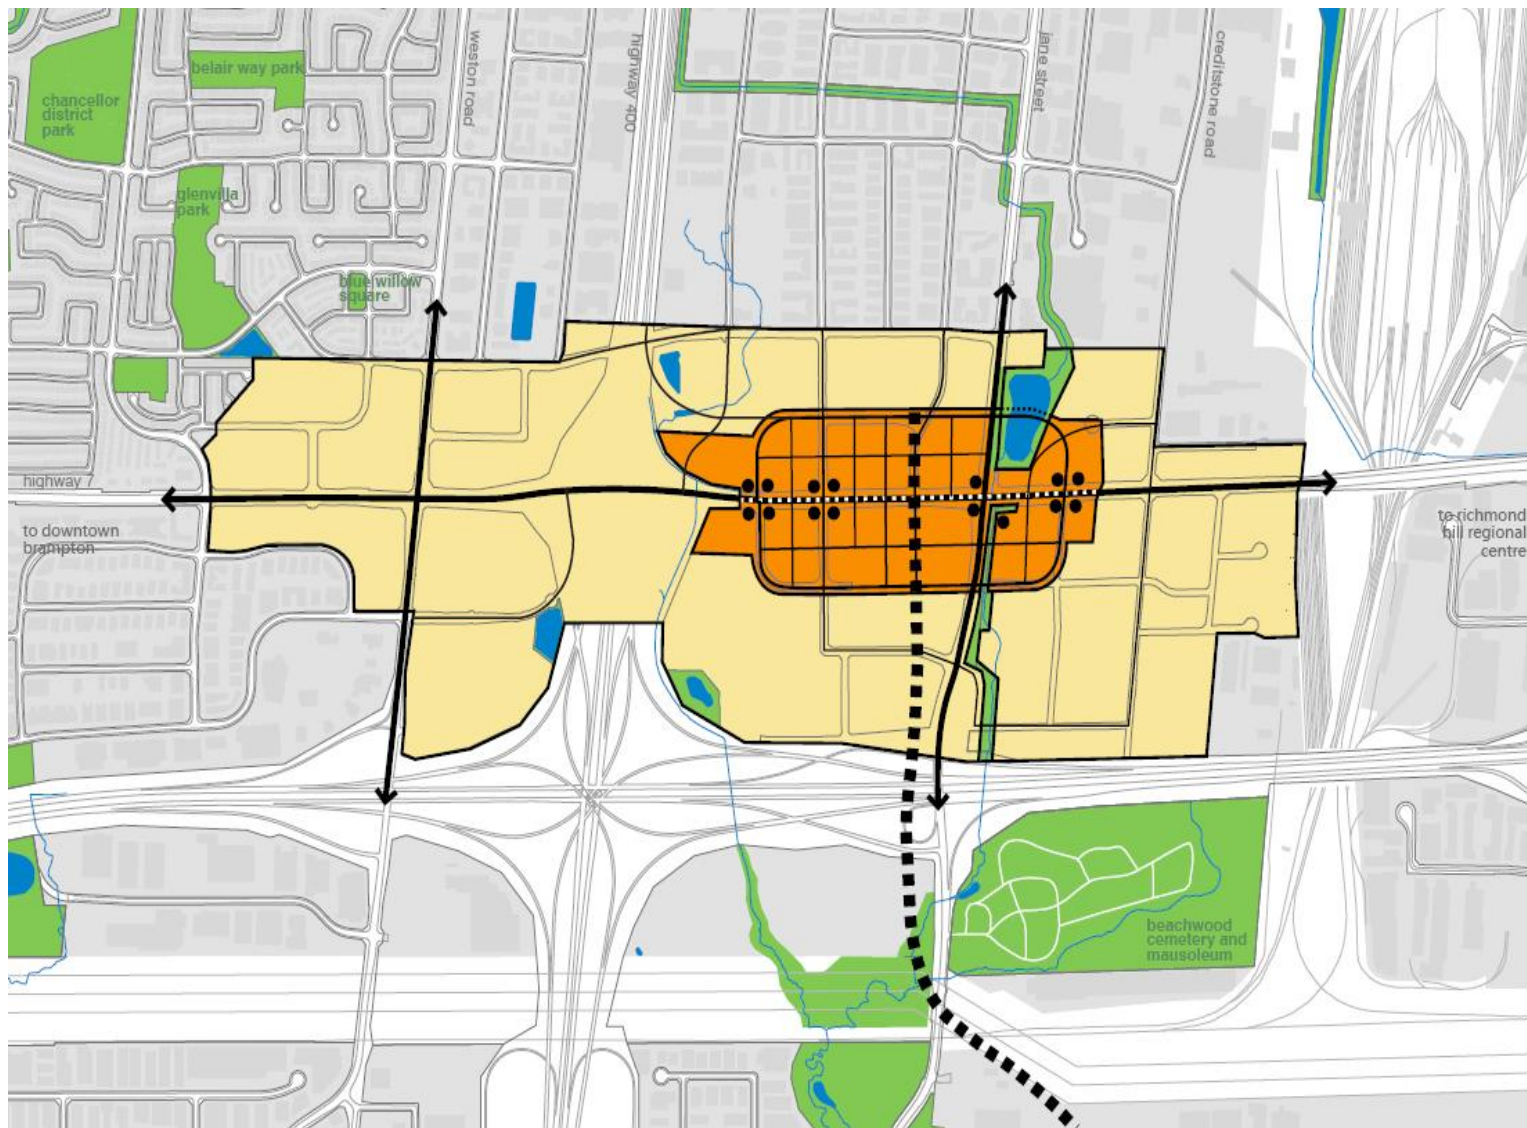 weston road
highway 400
jane street
creditstone road
belair way park
chancellor
district
park
glenvilla
park
blue willow
square
highway 7
to downtown
brampton
to richmond
hill regional
centre
beachwood
cemetery and
mausoleum